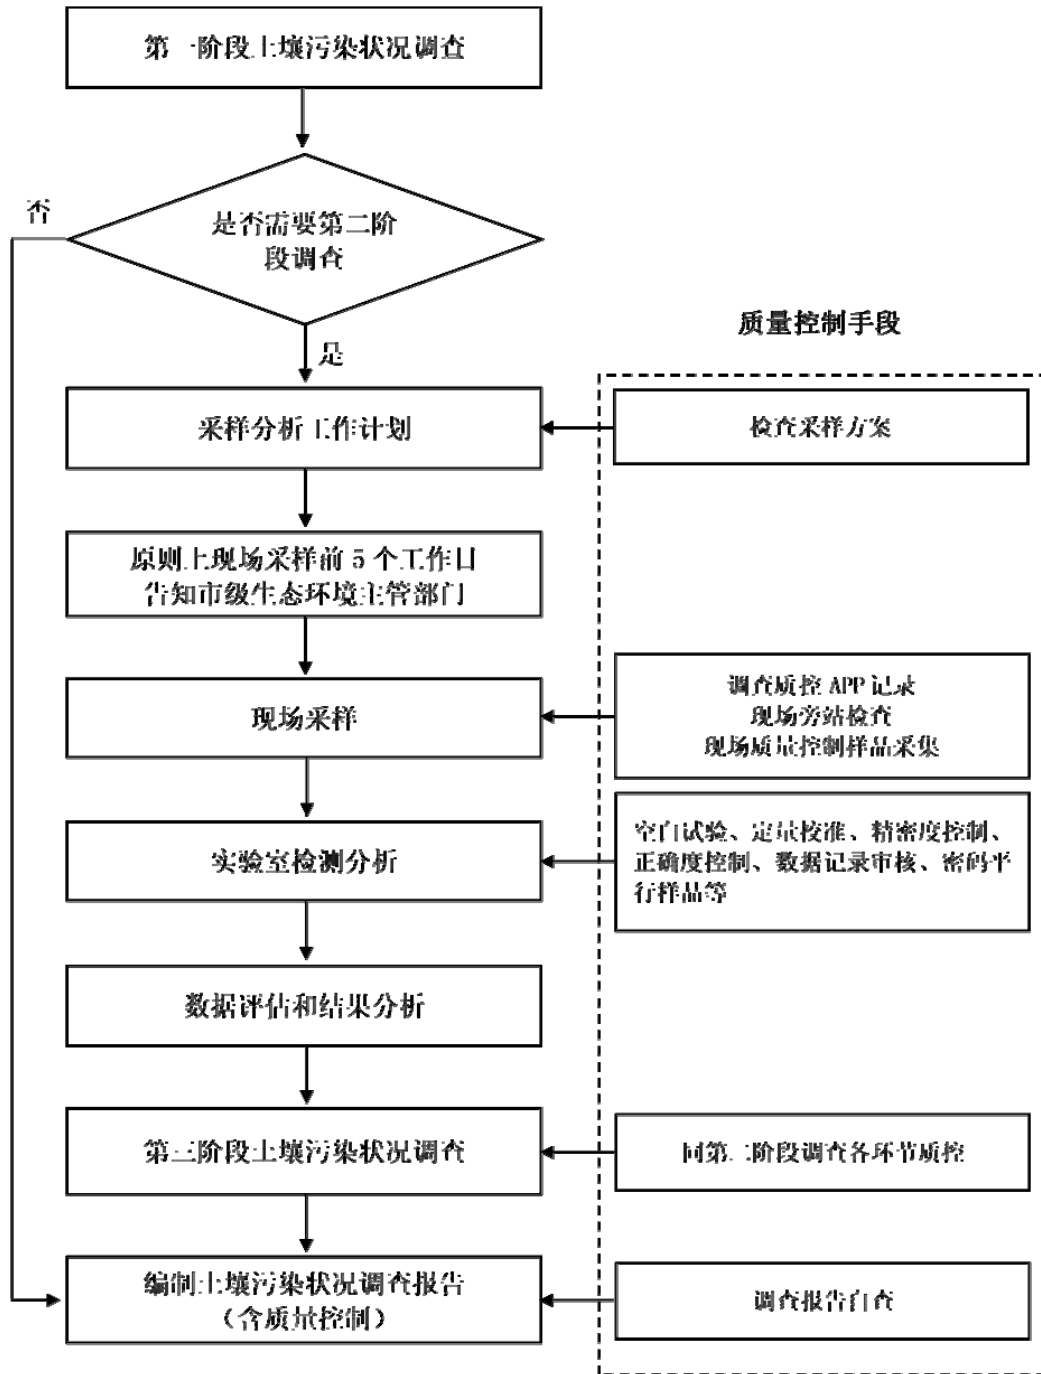 第一阶段土壤污染状况调查
否
是否需要第二阶
段调查
质量控制手段
是
采样分析工作计划
检查采样方案
原则上现场采样前 5 个工作日
告知市级生态环境主管部门
现场采样
调查质控 APP 记录
现场旁站检查
现场质量控制样品采集
实验室检测分析
空白试验、定量校准、精密度控制、
正确度控制、数据记录审核、密码平
行样品等
数据评估和结果分析
第三阶段土壤污染状况调查
同第二阶段调查各环节质控
编制土壤污染状况调查报告
（含质量控制）
调查报告自查